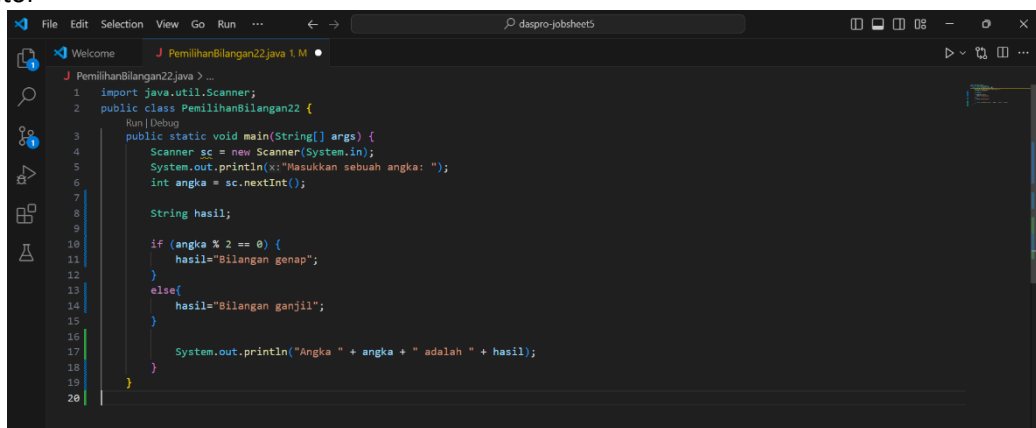 File Edit Selection View Go Run ... daspro-jobsheet5
Welcome J PemilihanBilangan22.java 1, M
J PemilihanBilangan22.java > ...
1 import java.util.Scanner;
2 public class PemilihanBilangan22 {
Run | Debug
3 public static void main(String[] args) {
4 Scanner sc = new Scanner(System.in);
5 System.out.println(x:"Masukkan sebuah angka: ");
6 int angka = sc.nextInt();
7
8 String hasil;
9
10 if (angka % 2 == 0) {
11 hasil="Bilangan genap";
12 }
13 else{
14 hasil="Bilangan ganjil";
15 }
16
17 System.out.println("Angka " + angka + " adalah " + hasil);
18 }
19 }
20